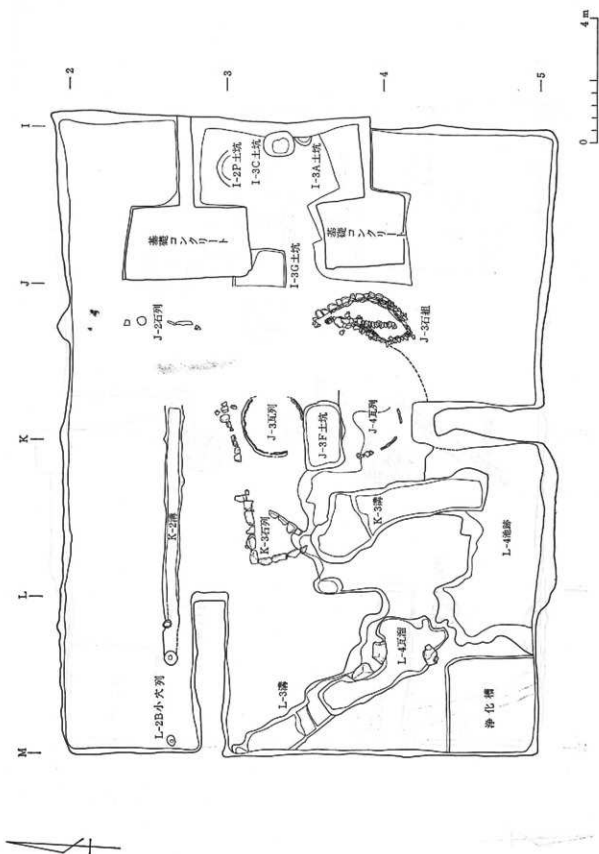 4 m
0
—2
—3
—4
—5
I
J
K
L
M
I-2P土坑
I-3C土坑
I-3A土坑
基礎コンクリート
基礎コンクリート
I-3G土坑
J-2石列
J-3石組
J-3瓦列
J-3F土坑
J-4瓦列
K-2溝
K-3石列
K-3溝
L-4池跡
L-2B小穴列
L-3溝
L-4瓦溜
浄化槽